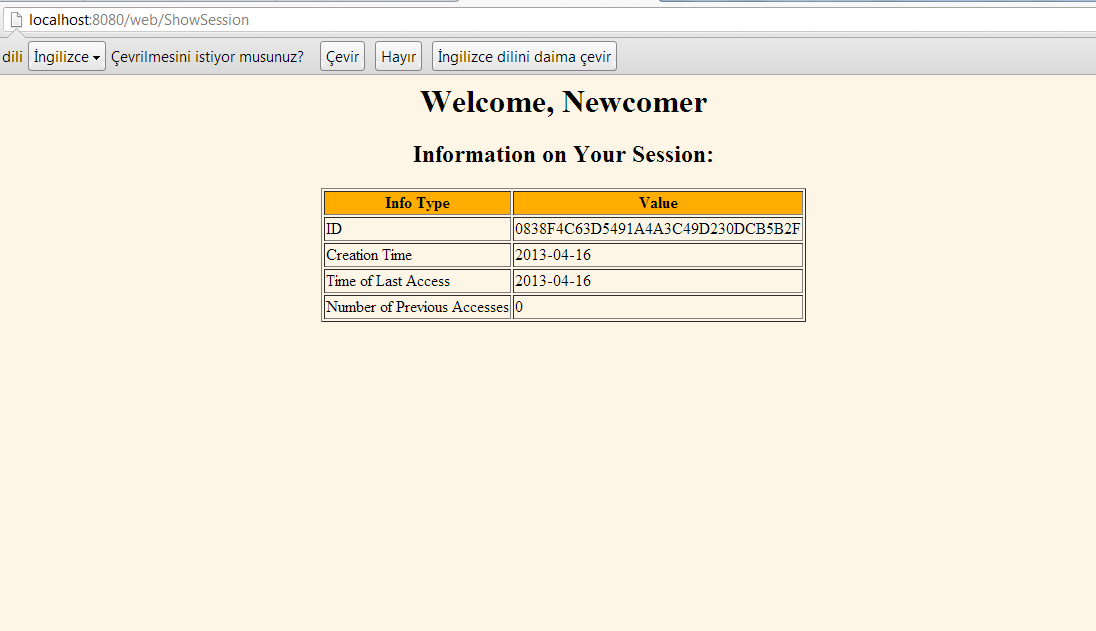 localhost:8080/web/ShowSession
dili İngilizce Çevrilmesini istiyor musunuz? Çevir Hayır İngilizce dilini daima çevir
Welcome, Newcomer
Information on Your Session:
Info Type Value
ID 0838F4C63D5491A4A3C49D230DCB5B2F
Creation Time 2013-04-16
Time of Last Access 2013-04-16
Number of Previous Accesses 0